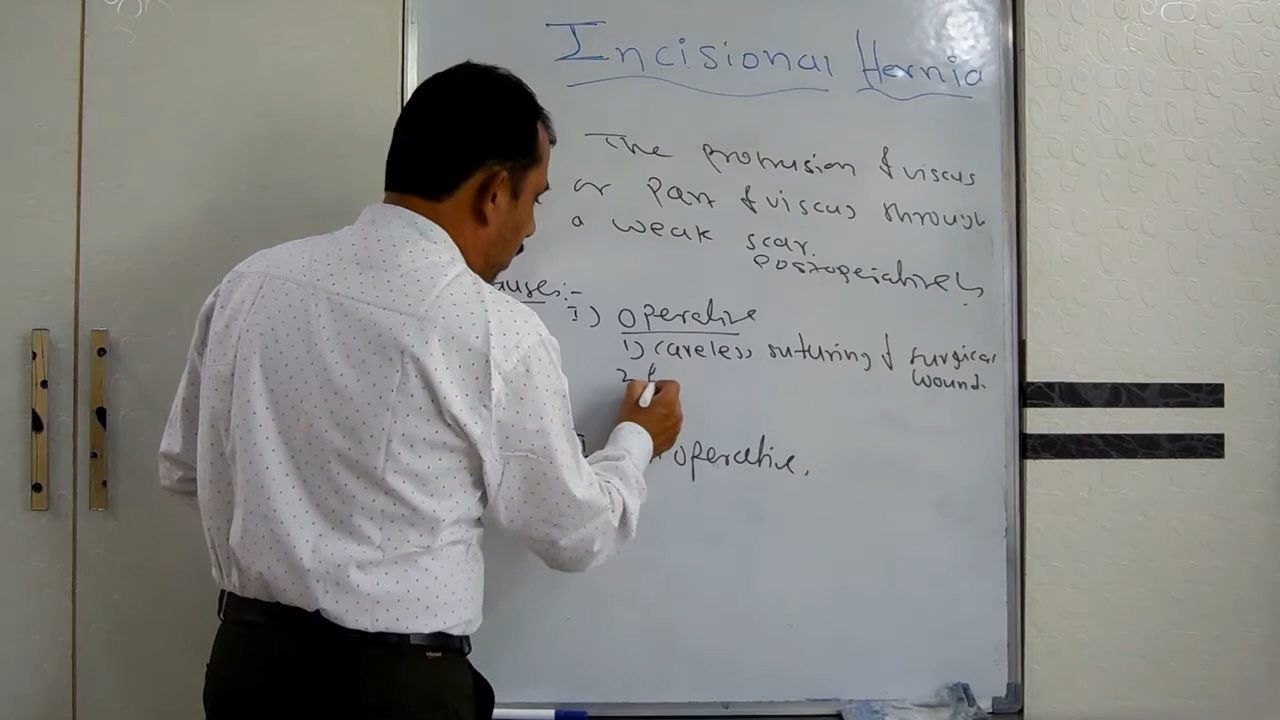 Incisional Hernia
The protrusion of viscus
or Part of viscus through
a weak scar.
postoperatively
auses:-
I) Operative
1) Careless suturing of surgical
wound.
2
operative.